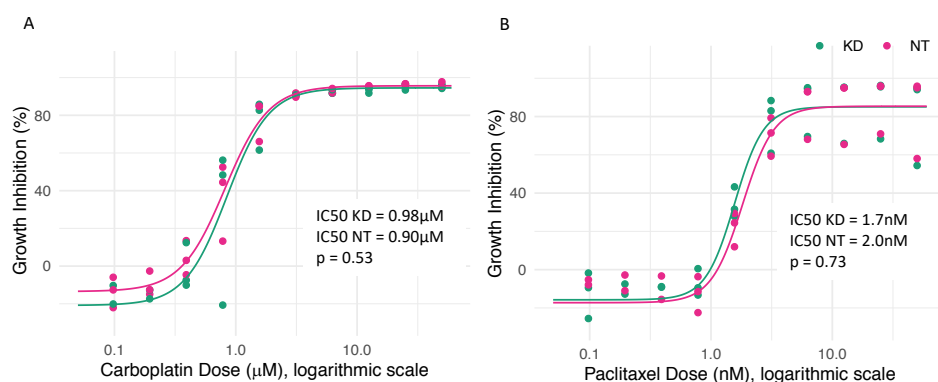 A
Growth Inhibition (%)
80
40
0
IC50 KD = 0.98μM
IC50 NT = 0.90μM
p = 0.53
0.1 1.0 10.0
Carboplatin Dose (μM), logarithmic scale
B
KD NT
Growth Inhibition (%)
80
40
0
IC50 KD = 1.7nM
IC50 NT = 2.0nM
p = 0.73
0.1 1.0 10.0
Paclitaxel Dose (nM), logarithmic scale